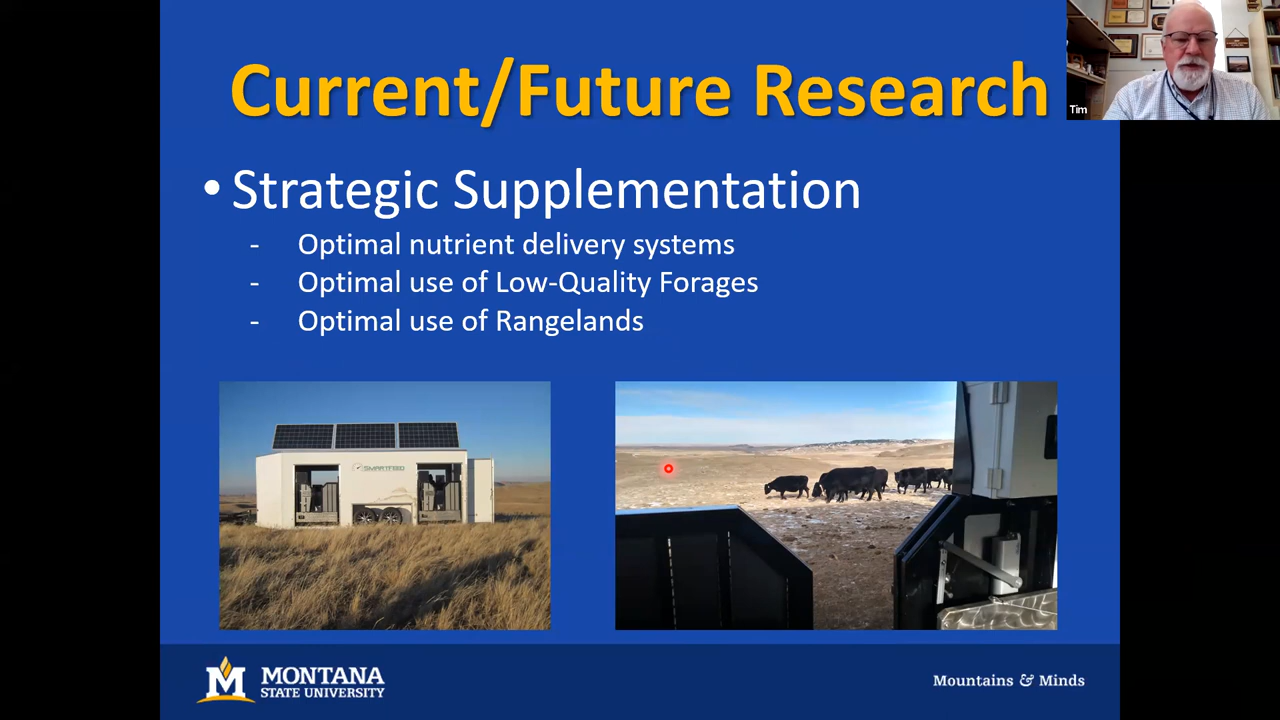 Current/Future Research
Tim
• Strategic Supplementation
- Optimal nutrient delivery systems
- Optimal use of Low-Quality Forages
- Optimal use of Rangelands
SMARTFEED
M
MONTANA
STATE UNIVERSITY
Mountains & Minds